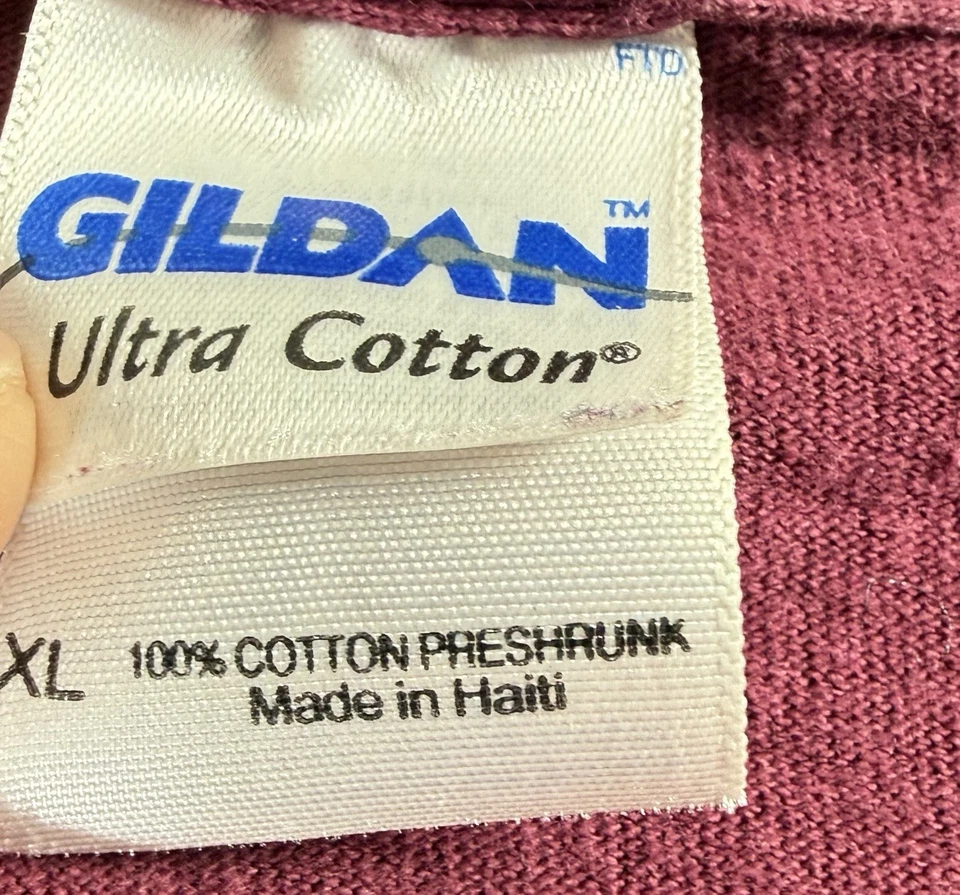 FTD
GILDAN™
Ultra Cotton®
XL 100% COTTON PRESHRUNK
Made in Haiti